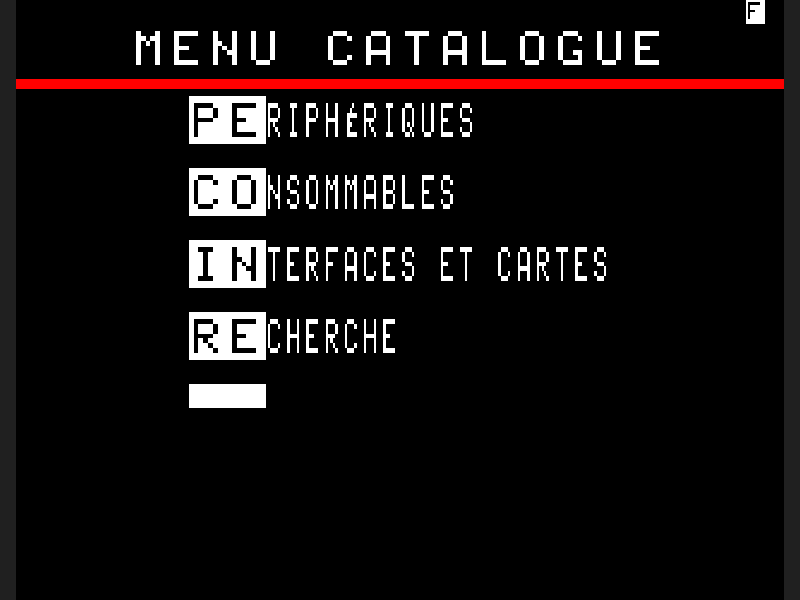 F
MENU CATALOGUE
PERIPHéRIQUES
CONSOMMABLES
INTERFACES ET CARTES
RECHERCHE